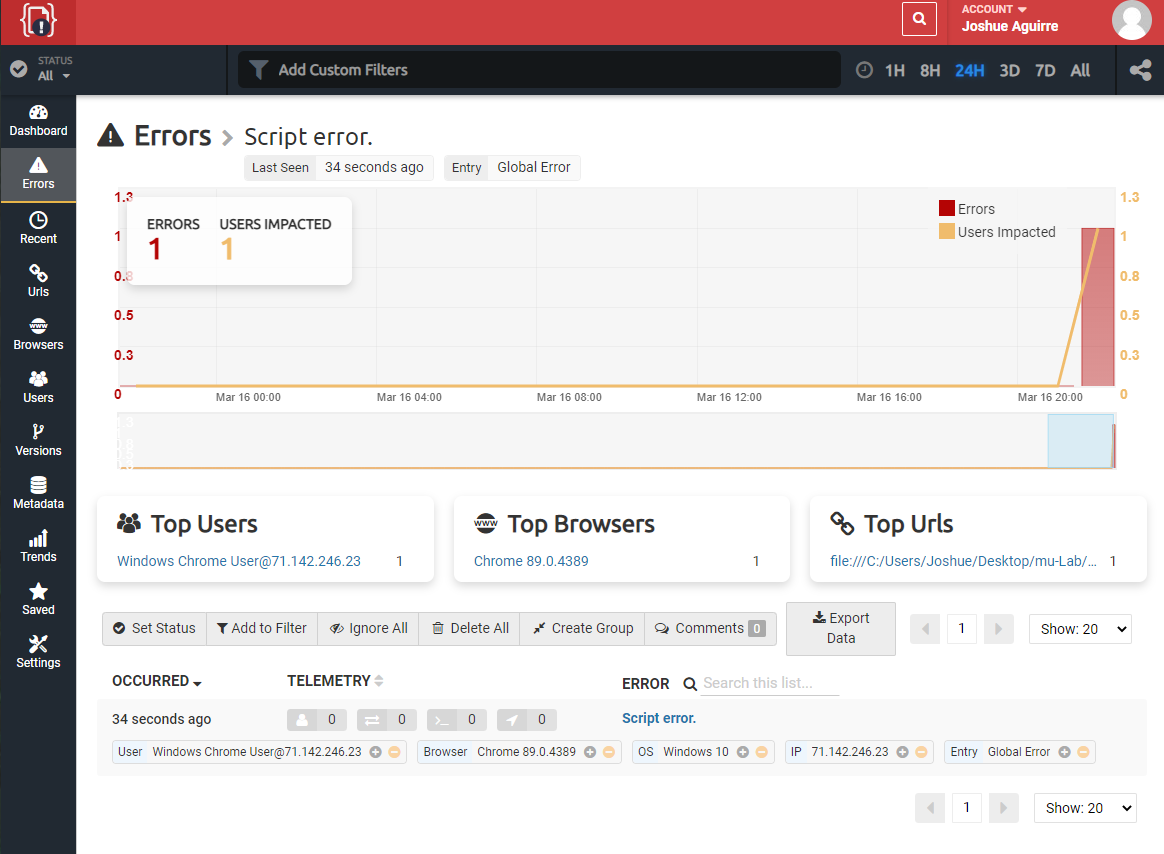 ACCOUNT
Joshue Aguirre
STATUS
All
Add Custom Filters
1H 8H 24H 3D 7D All
Dashboard
Errors
Recent
Urls
WWW
Browsers
Users
Versions
Metadata
Trends
Saved
Settings
Errors > Script error.
Last Seen 34 seconds ago Entry Global Error
ERRORS USERS IMPACTED
1 1
Errors
Users Impacted
1.3
1
0.8
0.5
0.3
0
1.3
1
0.8
0.5
0.3
0
Mar 16 00:00 Mar 16 04:00 Mar 16 08:00 Mar 16 12:00 Mar 16 16:00 Mar 16 20:00
Top Users
Windows Chrome User@71.142.246.23 1
WWW Top Browsers
Chrome 89.0.4389 1
Top Urls
file:///C:/Users/Joshue/Desktop/mu-Lab/... 1
Set Status Add to Filter Ignore All Delete All Create Group Comments 0 Export Data 1 Show: 20
OCCURRED TELEMETRY ERROR Search this list...
34 seconds ago 0 0 0 0 Script error.
User Windows Chrome User@71.142.246.23 Browser Chrome 89.0.4389 OS Windows 10 IP 71.142.246.23 Entry Global Error
1 Show: 20